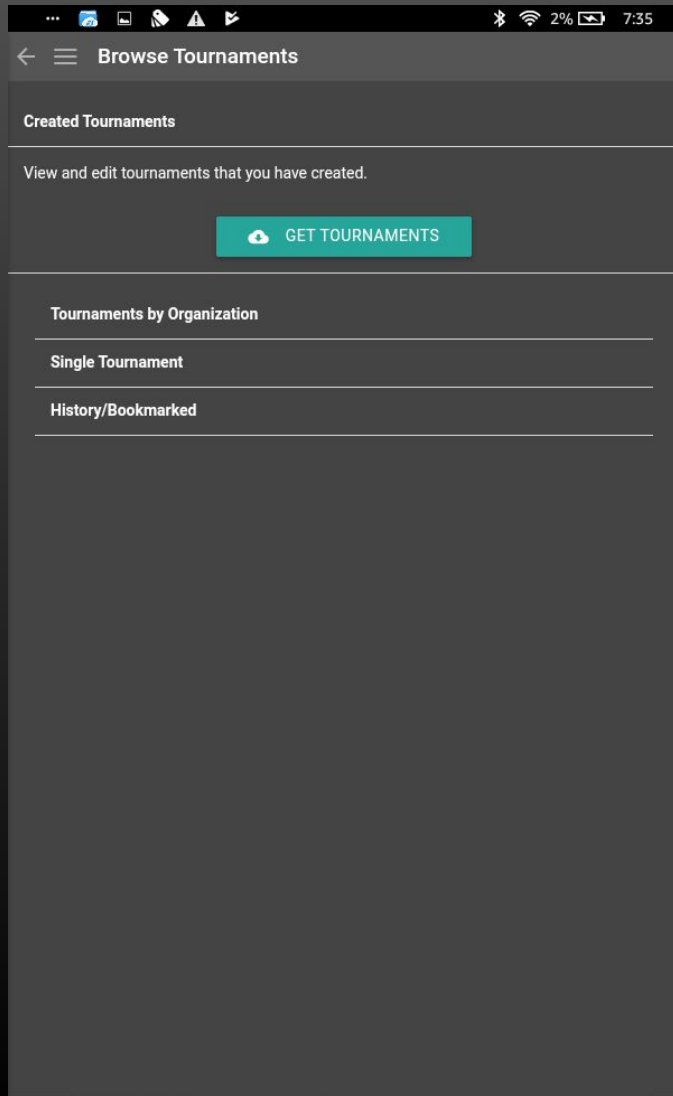 2% 7:35
Browse Tournaments
Created Tournaments
View and edit tournaments that you have created.
GET TOURNAMENTS
Tournaments by Organization
Single Tournament
History/Bookmarked